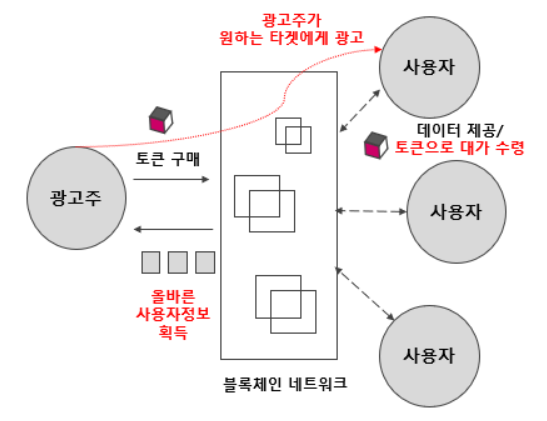 광고주가
원하는 타겟에게 광고
사용자
데이터 제공/
토큰으로 대가 수령
토큰 구매
광고주
사용자
올바른
사용자정보
획득
사용자
블록체인 네트워크